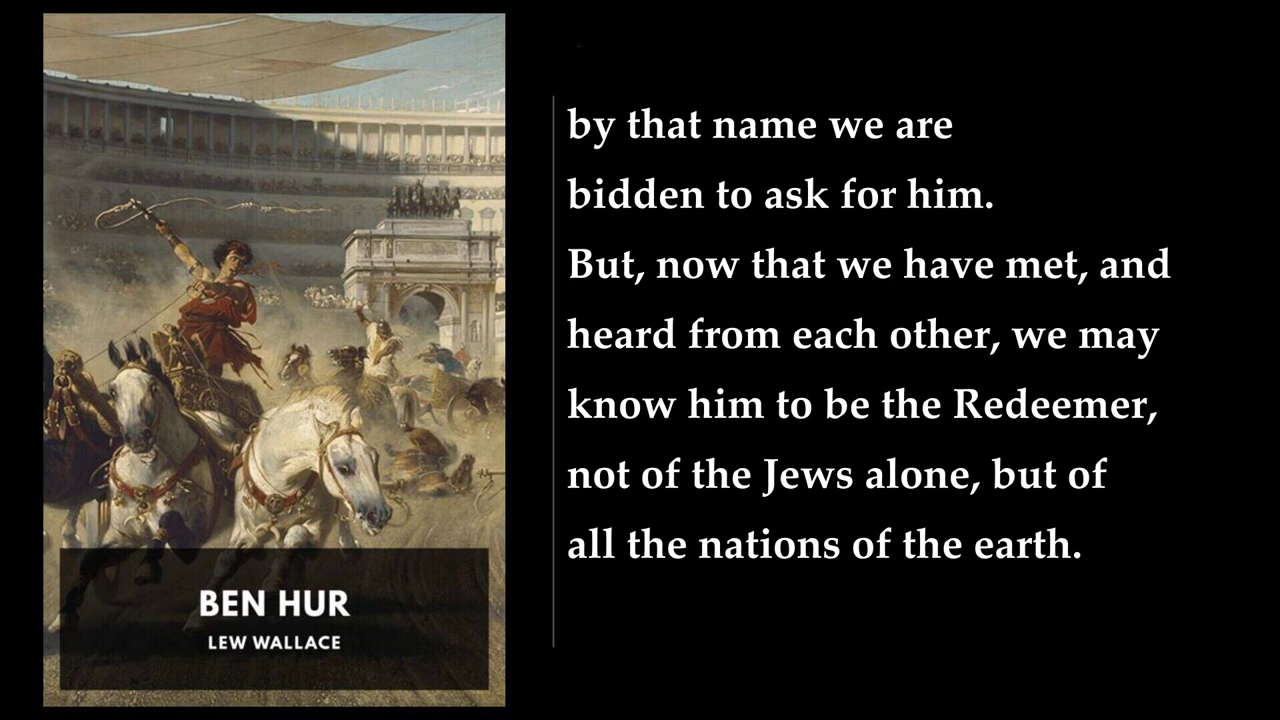 BEN HUR
LEW WALLACE
by that name we are
bidden to ask for him.
But, now that we have met, and
heard from each other, we may
know him to be the Redeemer,
not of the Jews alone, but of
all the nations of the earth.